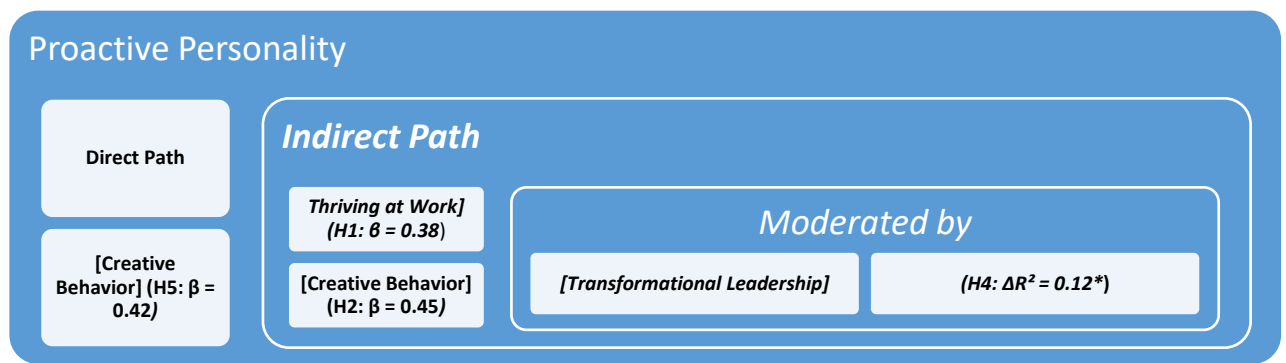 Proactive Personality
Direct Path
[Creative
Behavior] (H5: β =
0.42)
Indirect Path
Thriving at Work]
(H1: β = 0.38)
[Creative Behavior]
(H2: β = 0.45)
Moderated by
[Transformational Leadership]
(H4: ΔR² = 0.12*)